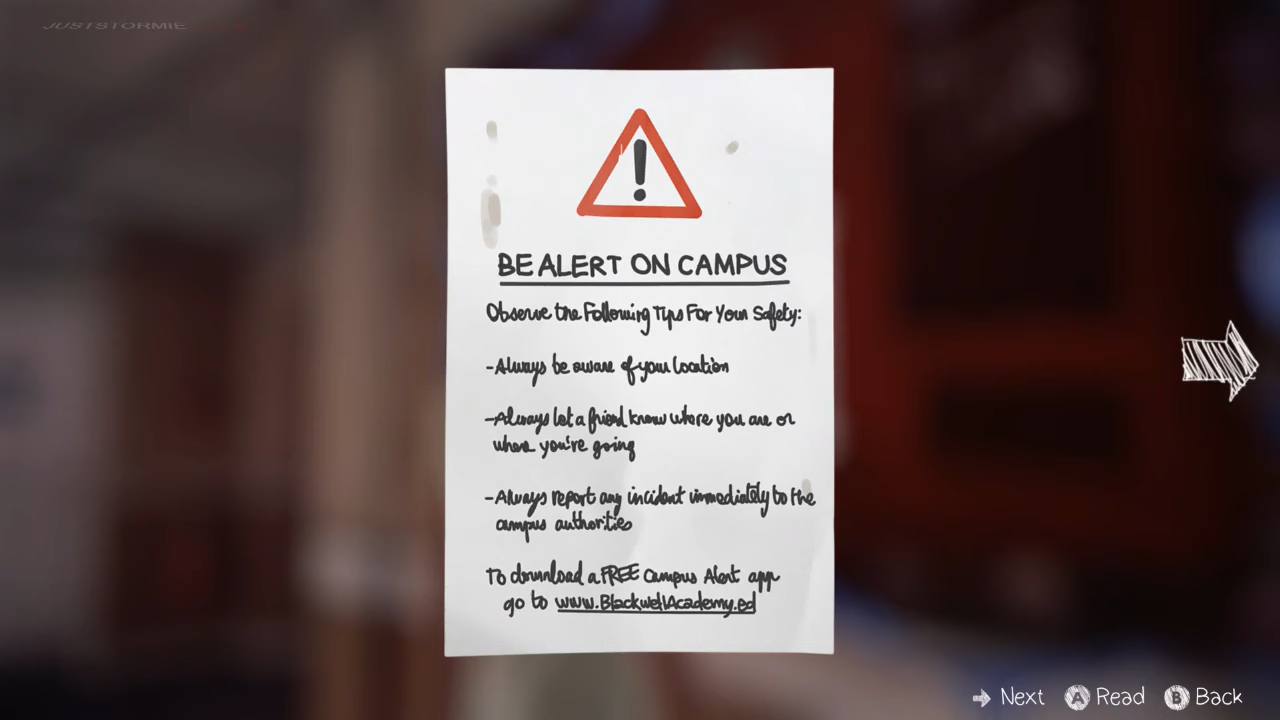 JUSTSTORMIE
!
BE ALERT ON CAMPUS
Observe the Following Tips For Your Safety:
-Always be aware of your location
-Always let a friend know where you are or
where you're going
-Always report any incident immediately to the
campus authorities
To download a FREE Campus Alert app
go to www.BlackwellAcademy.ed
Next A Read B Back